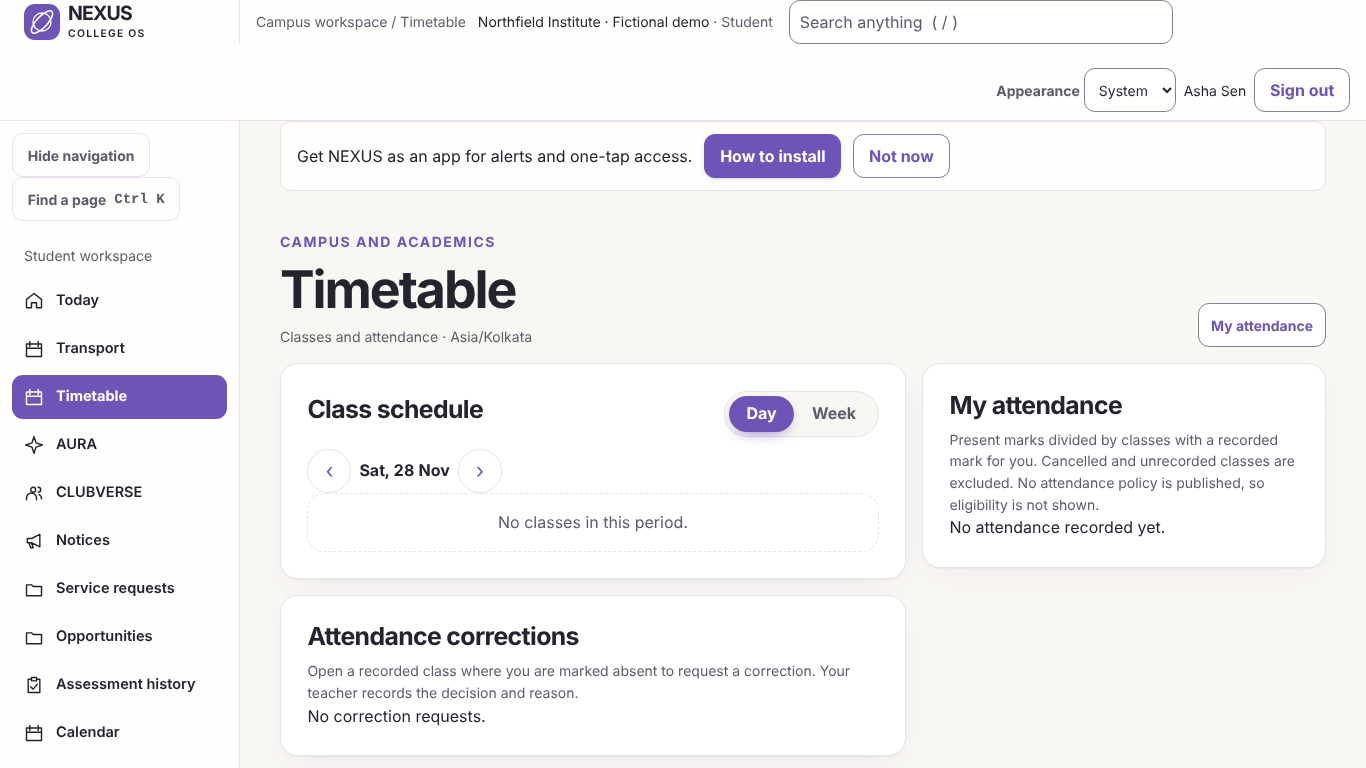 NEXUS
COLLEGE OS
Campus workspace / Timetable Northfield Institute · Fictional demo · Student
Search anything ( / )
Appearance System Asha Sen Sign out
Hide navigation
Find a page Ctrl K
Student workspace
Today
Transport
Timetable
AURA
CLUBVERSE
Notices
Service requests
Opportunities
Assessment history
Calendar
Get NEXUS as an app for alerts and one-tap access. How to install Not now
CAMPUS AND ACADEMICS
Timetable
Classes and attendance · Asia/Kolkata
My attendance
Class schedule
Day Week
‹ Sat, 28 Nov ›
No classes in this period.
My attendance
Present marks divided by classes with a recorded
mark for you. Cancelled and unrecorded classes are
excluded. No attendance policy is published, so
eligibility is not shown.
No attendance recorded yet.
Attendance corrections
Open a recorded class where you are marked absent to request a correction. Your
teacher records the decision and reason.
No correction requests.